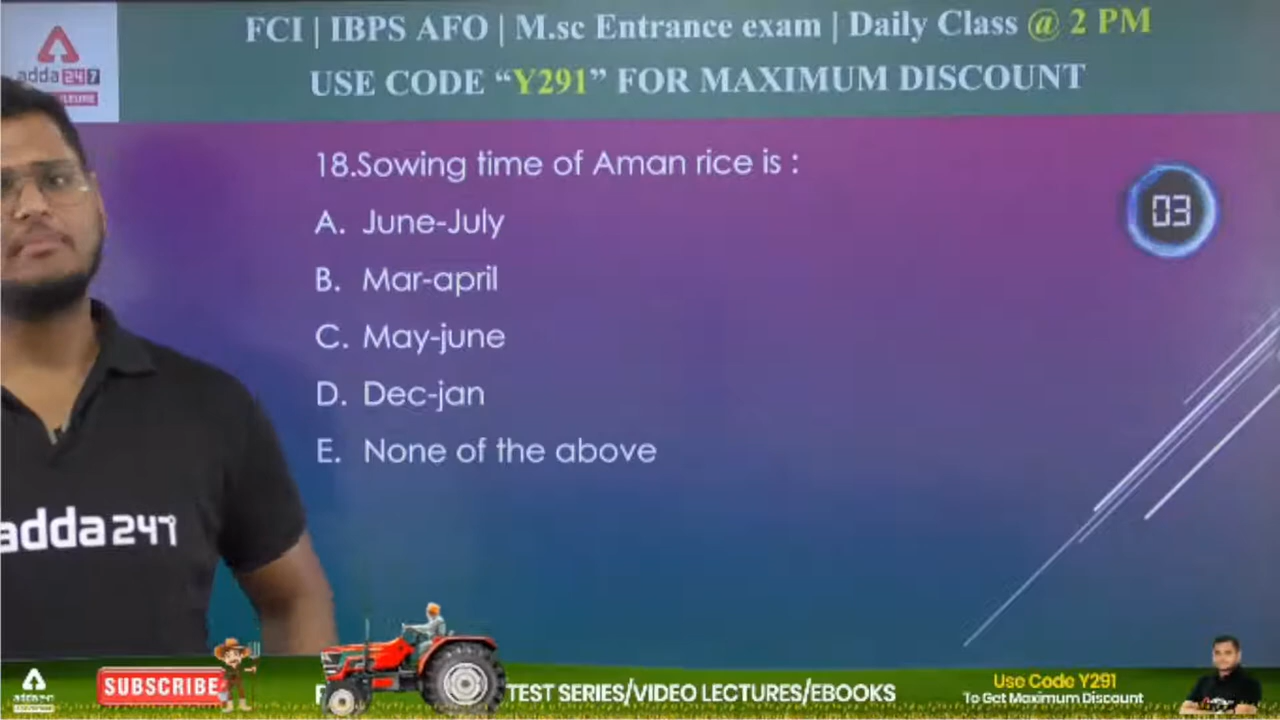 FCI | IBPS AFO | M.sc Entrance exam | Daily Class @ 2 PM
USE CODE “Y291” FOR MAXIMUM DISCOUNT
adda 247
18.Sowing time of Aman rice is :
A. June-July
B. Mar-april
C. May-june
D. Dec-jan
E. None of the above
03
adda 247
SUBSCRIBE
TEST SERIES/VIDEO LECTURES/EBOOKS
Use Code Y291
To Get Maximum Discount